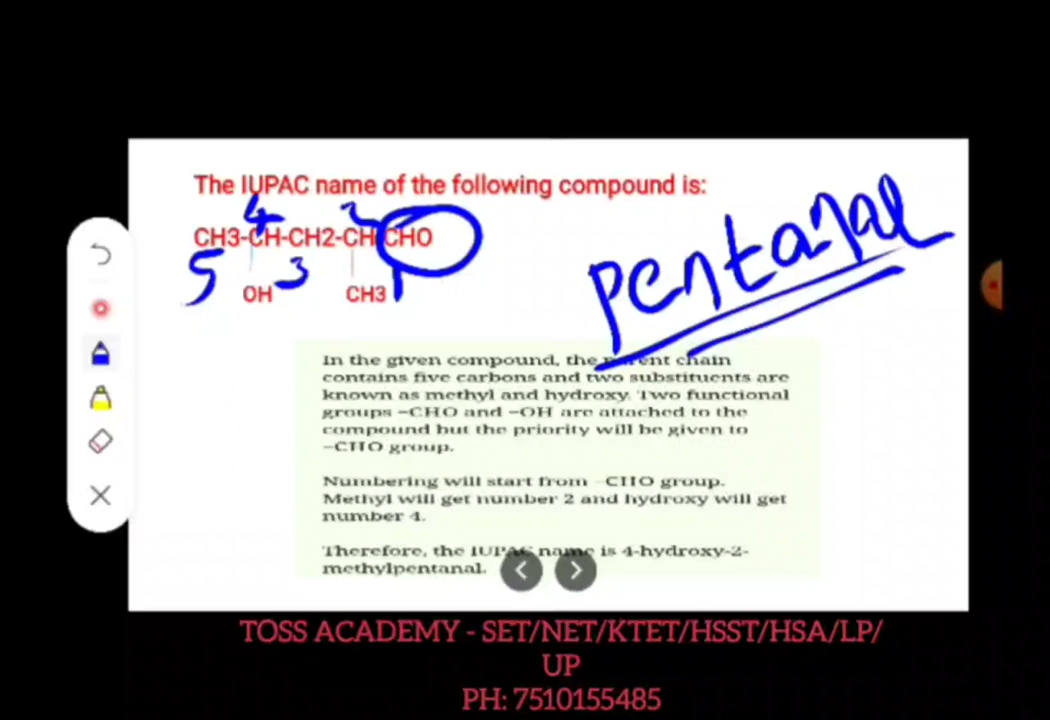 The IUPAC name of the following compound is:
4 2
CH3-CH-CH2-CH CHO
5 3 1
OH CH3
pentanal
In the given compound, the parent chain
contains five carbons and two substituents are
known as methyl and hydroxy. Two functional
groups –CHO and –OH are attached to the
compound but the priority will be given to
–CHO group.
Numbering will start from –CHO group.
Methyl will get number 2 and hydroxy will get
number 4.
Therefore, the IUPAC name is 4-hydroxy-2-
methylpentanal.
TOSS ACADEMY - SET/NET/KTET/HSST/HSA/LP/
UP
PH: 7510155485